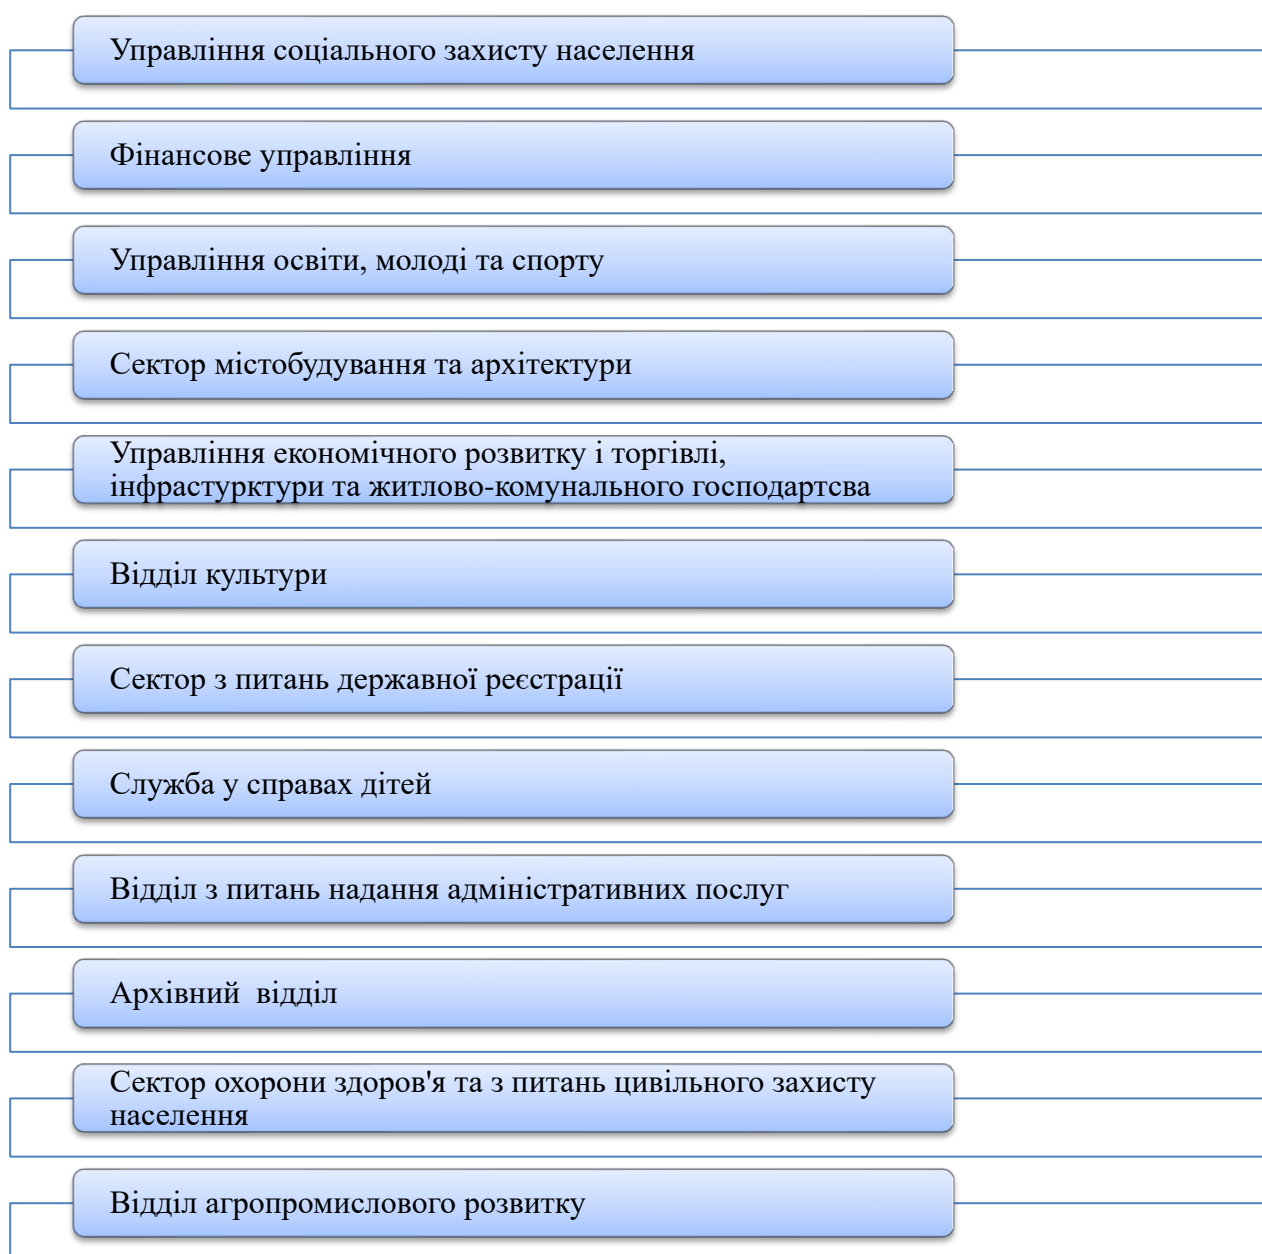 Управління соціального захисту населення
Фінансове управління
Управління освіти, молоді та спорту
Сектор містобудування та архітектури
Управління економічного розвитку і торгівлі,
інфрастурктури та житлово-комунального господартсва
Відділ культури
Сектор з питань державної реєстрації
Служба у справах дітей
Відділ з питань надання адміністративних послуг
Архівний  відділ
Сектор охорони здоров'я та з питань цивільного захисту
населення
Відділ агропромислового розвитку